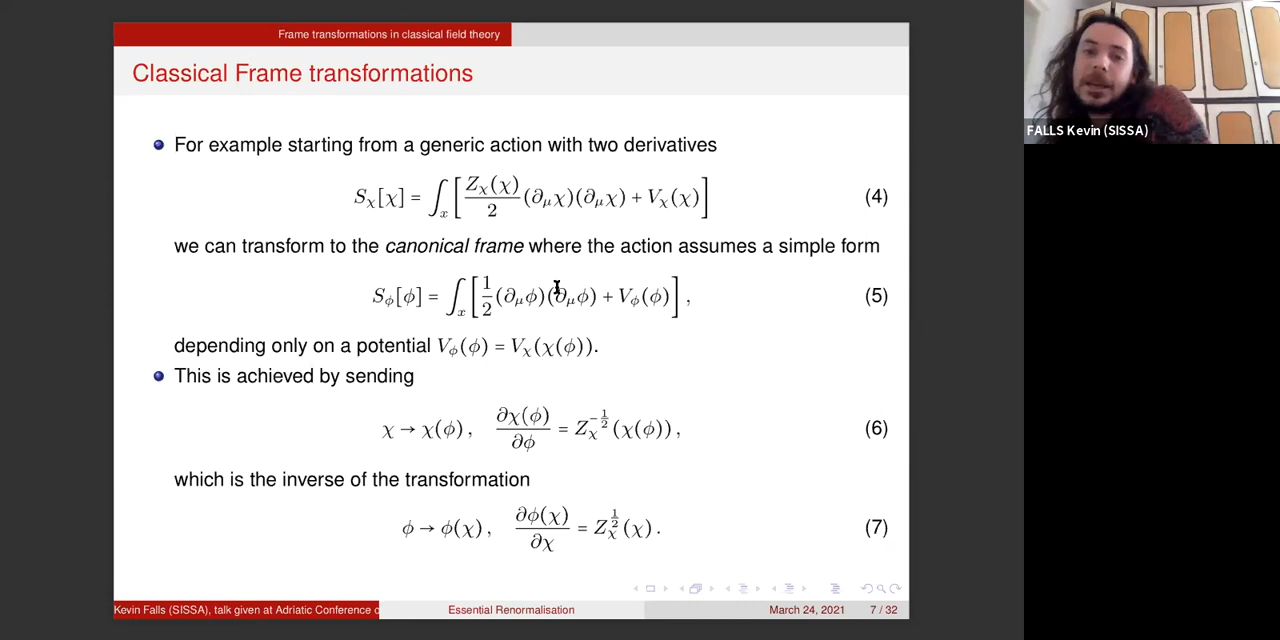 Frame transformations in classical field theory
Classical Frame transformations
For example starting from a generic action with two derivatives
S_χ[χ] = ∫_x [ Z_χ(χ)/2 (∂_μχ)(∂_μχ) + V_χ(χ) ] (4)
we can transform to the canonical frame where the action assumes a simple form
S_ϕ[ϕ] = ∫_x [ 1/2 (∂_μϕ)(∂_μϕ) + V_ϕ(ϕ) ] , (5)
depending only on a potential V_ϕ(ϕ) = V_χ(χ(ϕ)).
This is achieved by sending
χ → χ(ϕ) , ∂χ(ϕ)/∂ϕ = Z_χ^{-1/2}(χ(ϕ)) , (6)
which is the inverse of the transformation
ϕ → ϕ(χ) , ∂ϕ(χ)/∂χ = Z_χ^{1/2}(χ) . (7)
Kevin Falls (SISSA), talk given at Adriatic Conference Essential Renormalisation March 24, 2021 7 / 32
FALLS Kevin (SISSA)